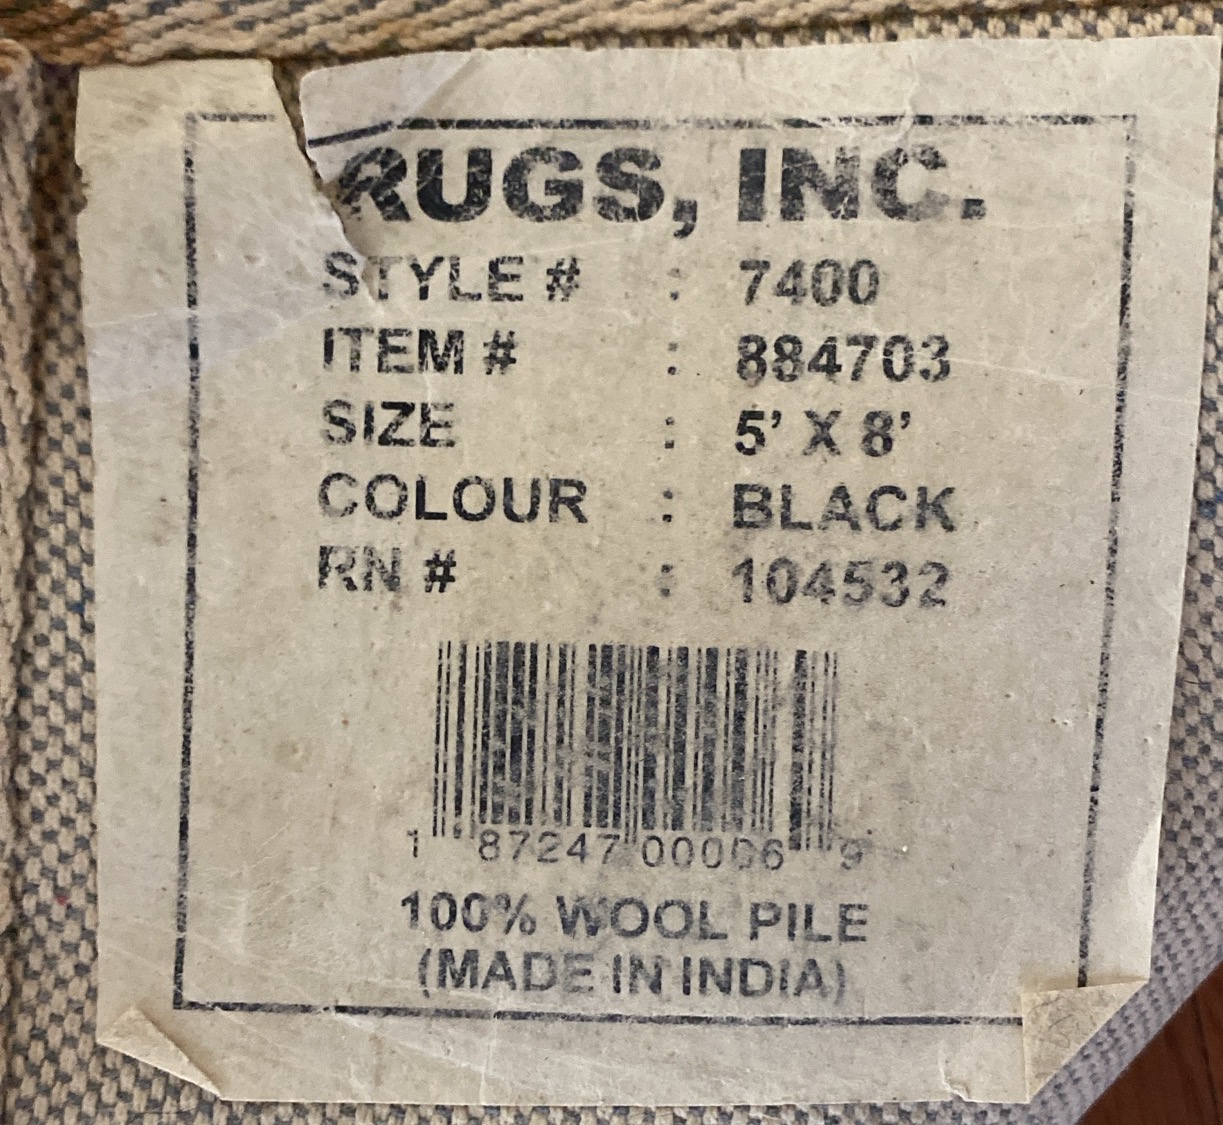 RUGS, INC.
STYLE # : 7400
ITEM # : 884703
SIZE : 5' X 8'
COLOUR : BLACK
RN # : 104532
1 87247 00006 9
100% WOOL PILE
(MADE IN INDIA)